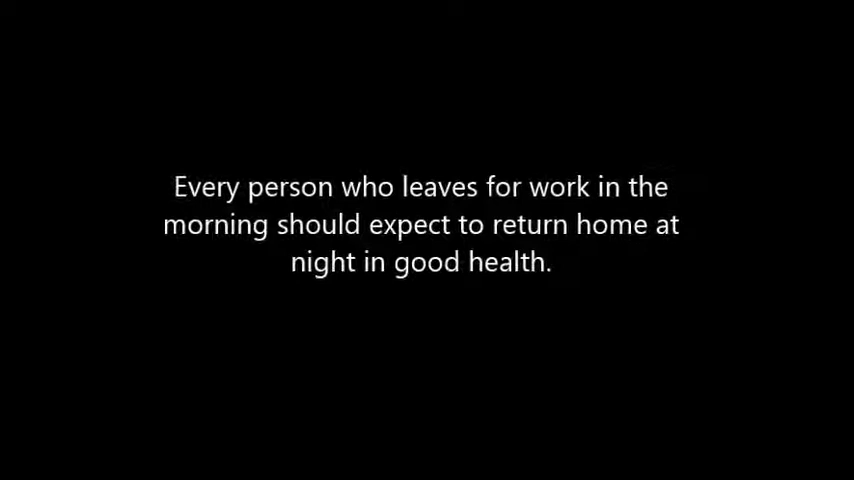 Every person who leaves for work in the
morning should expect to return home at
night in good health.